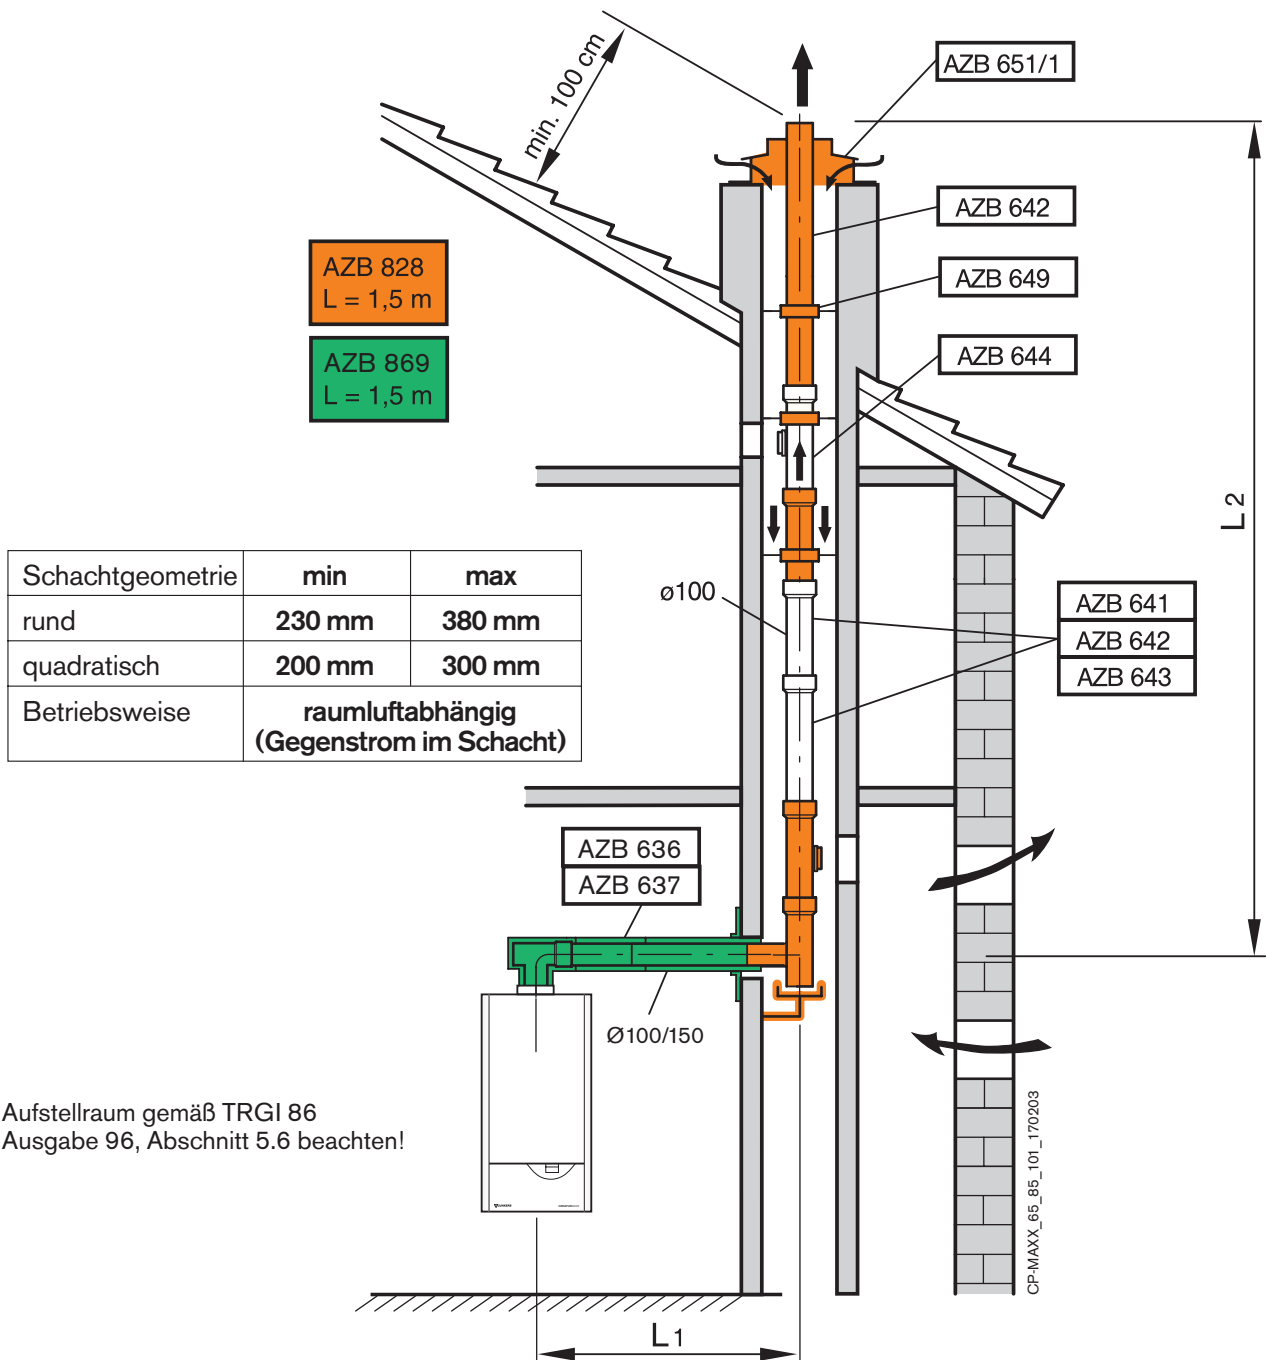 min. 100 cm
AZB 651/1
AZB 642
AZB 649
AZB 644
AZB 828
L = 1,5 m
AZB 869
L = 1,5 m
L 2
Schachtgeometrie min max
rund 230 mm 380 mm
quadratisch 200 mm 300 mm
Betriebsweise raumluftabhängig
(Gegenstrom im Schacht)
ø100
AZB 641
AZB 642
AZB 643
AZB 636
AZB 637
Ø100/150
Aufstellraum gemäß TRGI 86
Ausgabe 96, Abschnitt 5.6 beachten!
CP-MAXX_65_85_101_170203
L 1